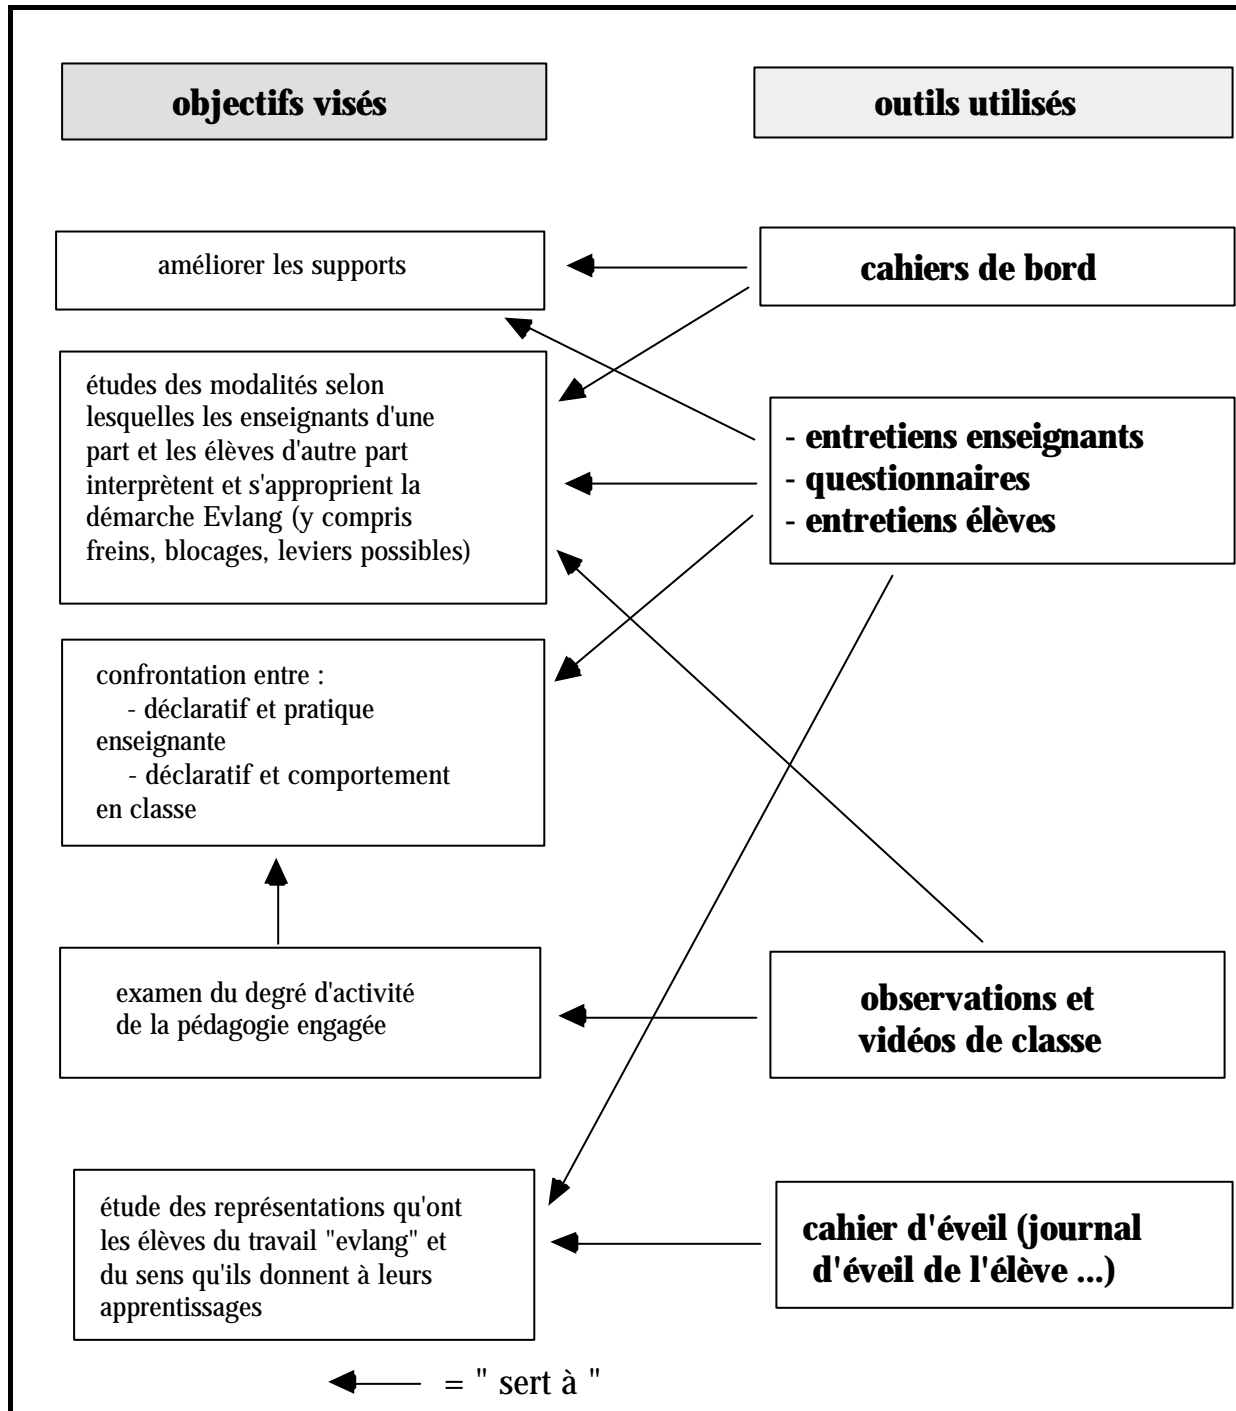 objectifs visés
outils utilisés
améliorer les supports
cahiers de bord
études des modalités selon
lesquelles les enseignants d'une
part et les élèves d'autre part
interprètent et s'approprient la
démarche Evlang (y compris
freins, blocages, leviers possibles)
- entretiens enseignants
- questionnaires
- entretiens élèves
confrontation entre :
- déclaratif et pratique
enseignante
- déclaratif et comportement
en classe
examen du degré d'activité
de la pédagogie engagée
observations et
vidéos de classe
étude des représentations qu'ont
les élèves du travail "evlang" et
du sens qu'ils donnent à leurs
apprentissages
cahier d'éveil (journal
d'éveil de l'élève ...)
= " sert à "